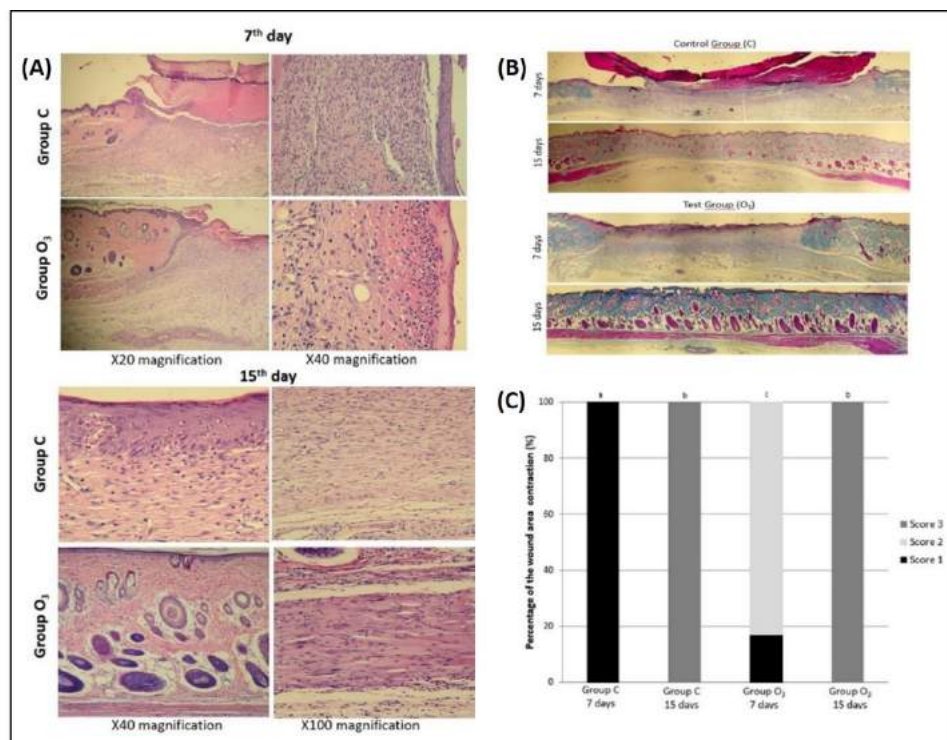 7th day
(A)
Group C
Group O3
X20 magnification
X40 magnification
15th day
Group C
Group O3
X40 magnification
X100 magnification
(B)
Control Group (C)
7 days
15 days
Test Group (O3)
7 days
15 days
(C)
a
b
c
b
Percentage of the wound area contraction (%)
100
80
60
40
20
0
Score 3
Score 2
Score 1
Group C
7 days
Group C
15 days
Group O3
7 days
Group O3
15 days